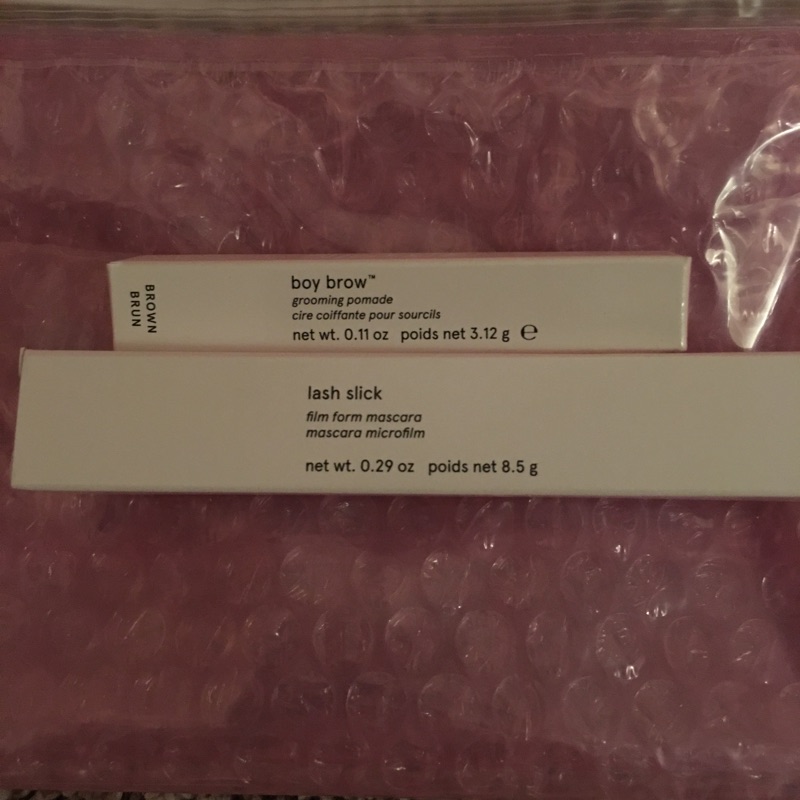 BROWN
BRUN
boy brow™
grooming pomade
cire coiffante pour sourcils
net wt. 0.11 oz poids net 3.12 g ℮
lash slick
film form mascara
mascara microfilm
net wt. 0.29 oz poids net 8.5 g